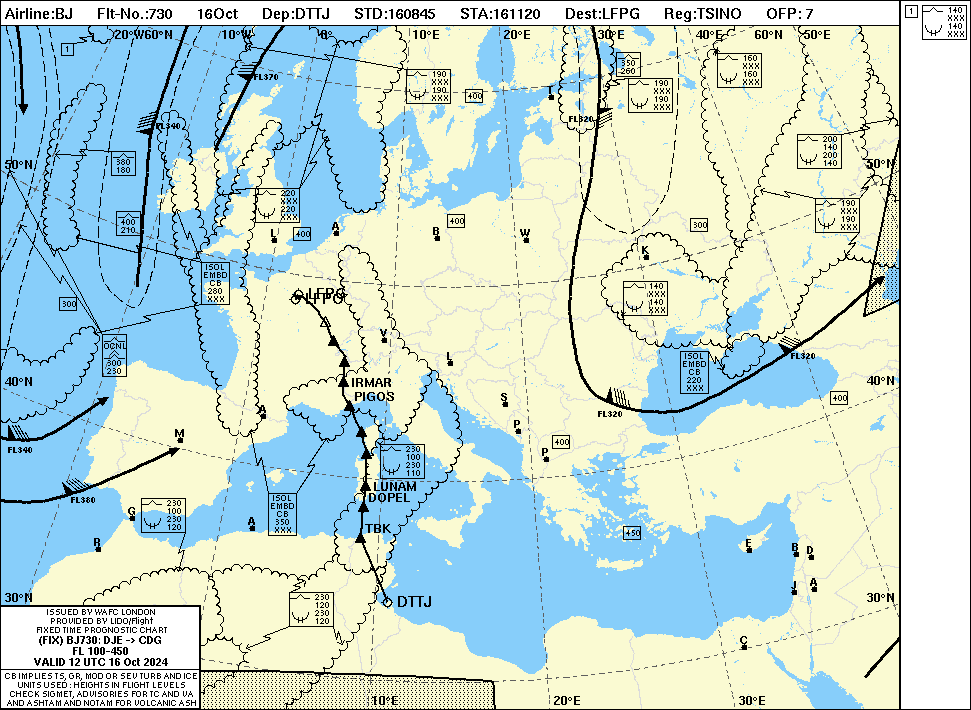 Airline:BJ Flt-No.:730 16Oct Dep:DTTJ STD:160845 STA:161120 Dest:LFPG Reg:TSINO OFP: 7
1
140
XXX
140
XXX
20°W60°N 10°W 0° 10°E 20°E 30°E 40°E 60°N 50°E
1
FL370
190
XXX
190
XXX
400
350
260
190
XXX
190
XXX
160
XXX
160
XXX
T
FL340
FL320
200
140
200
140
50°N
380
180
50°N
220
XXX
220
XXX
190
XXX
190
XXX
400
210
400
400
300
L
A
B
W
K
ISOL
EMBD
CB
280
XXX
140
XXX
140
XXX
LFPG
LFPO
300
V
OCNL
300
230
L
ISOL
EMBD
CB
220
XXX
FL320
40°N
IRMAR
PIGOS
40°N
400
S
FL320
A
P
M
400
FL340
P
230
100
230
110
FL380
LUNAM
DOPEL
230
100
230
120
G
ISOL
EMBD
CB
350
XXX
A
TBK
450
R
E
B
D
J
A
30°N
DTTJ
230
120
230
120
30°N
C
ISSUED BY WAFC LONDON
PROVIDED BY LIDO/Flight
FIXED TIME PROGNOSTIC CHART
(FIX) BJ730: DJE -> CDG
FL 100-450
VALID 12 UTC 16 Oct 2024
CB IMPLIES TS, GR, MOD OR SEV TURB AND ICE
UNITS USED : HEIGHTS IN FLIGHT LEVELS
CHECK SIGMET, ADVISORIES FOR TC AND VA
AND ASHTAM AND NOTAM FOR VOLCANIC ASH
10°E 20°E 30°E